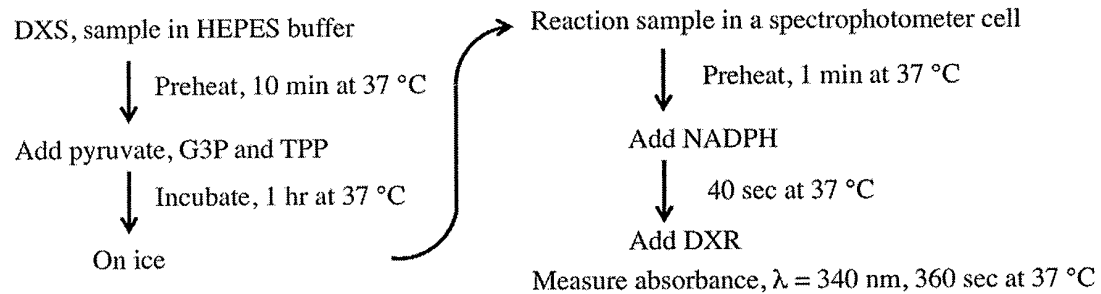 DXS, sample in HEPES buffer
Preheat, 10 min at 37 °C
Add pyruvate, G3P and TPP
Incubate, 1 hr at 37 °C
On ice
Reaction sample in a spectrophotometer cell
Preheat, 1 min at 37 °C
Add NADPH
40 sec at 37 °C
Add DXR
Measure absorbance, λ = 340 nm, 360 sec at 37 °C